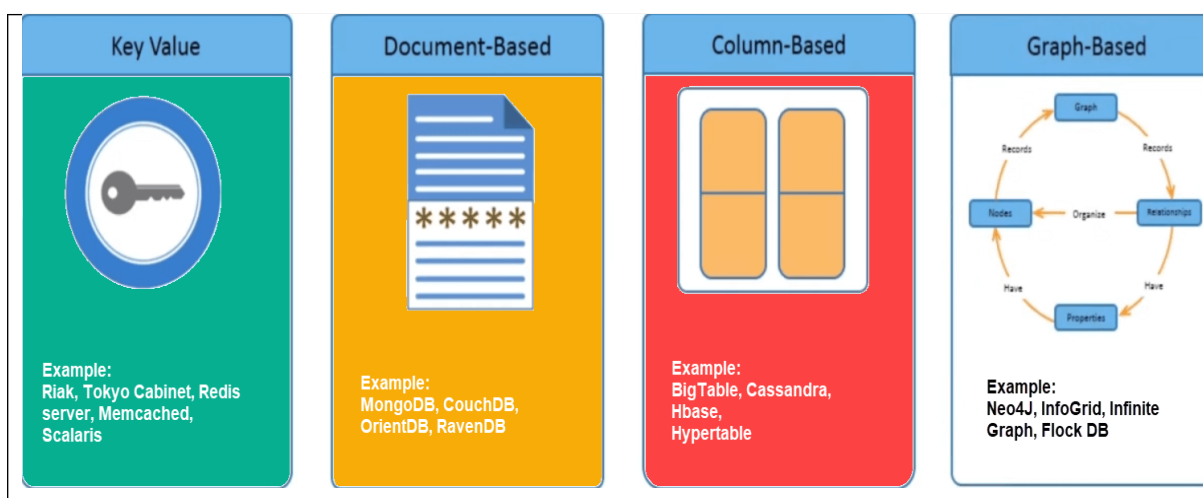 Key Value
Example:
Riak, Tokyo Cabinet, Redis
server, Memcached,
Scalaris
Document-Based
*****
Example:
MongoDB, CouchDB,
OrientDB, RavenDB
Column-Based
Example:
BigTable, Cassandra,
Hbase,
Hypertable
Graph-Based
Graph
Records
Records
Nodes
Organise
Relationships
Have
Have
Properties
Example:
Neo4J, InfoGrid, Infinite
Graph, Flock DB